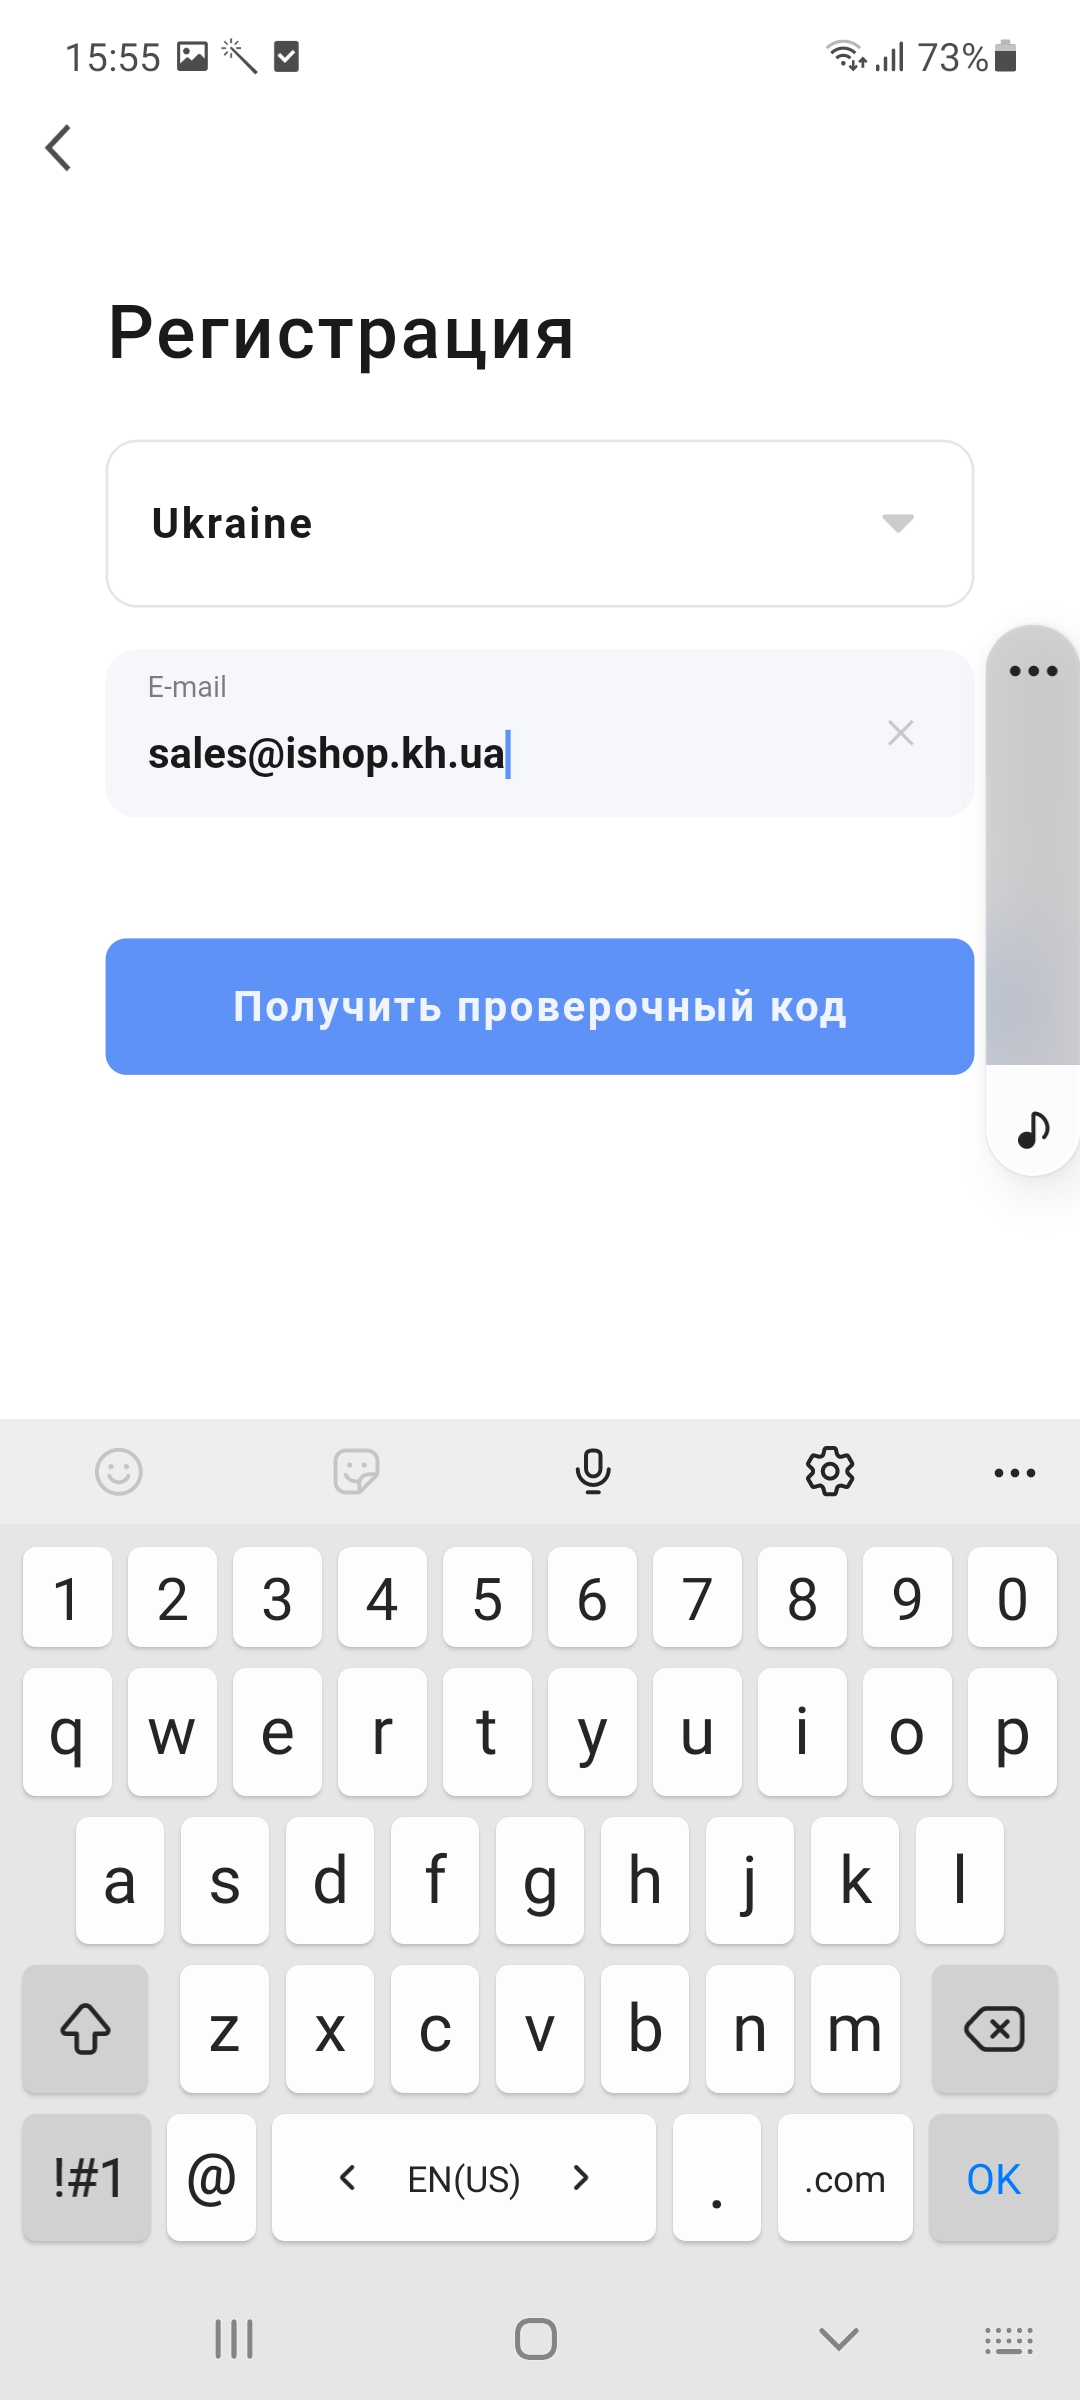 15:55
73%
Регистрация
Ukraine
E-mail
sales@ishop.kh.ua
Получить проверочный код
1 2 3 4 5 6 7 8 9 0
q w e r t y u i o p
a s d f g h j k l
z x c v b n m
!#1 @ EN(US) . .com OK